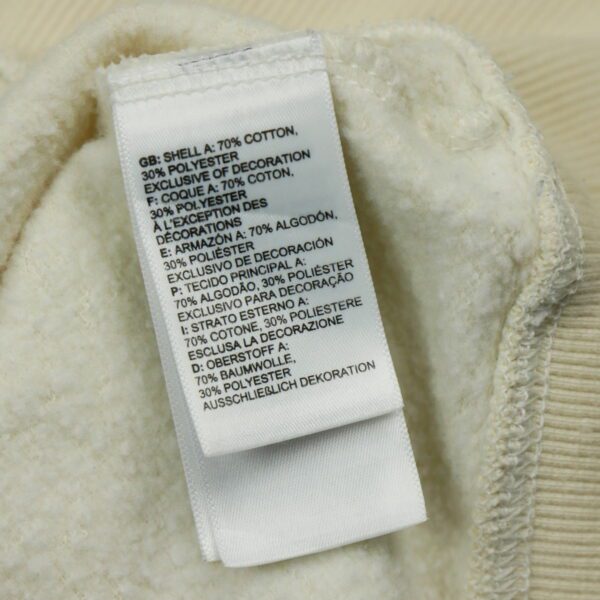 GB: SHELL A: 70% COTTON,
30% POLYESTER
EXCLUSIVE OF DECORATION
F: COQUE A: 70% COTON,
30% POLYESTER
À L'EXCEPTION DES
DÉCORATIONS
E: ARMAZÓN A: 70% ALGODÓN,
30% POLIÉSTER
EXCLUSIVO DE DECORACIÓN
P: TECIDO PRINCIPAL A:
70% ALGODÃO, 30% POLIÉSTER
EXCLUSIVO PARA DECORAÇÃO
I: STRATO ESTERNO A:
70% COTONE, 30% POLIESTERE
ESCLUSA LA DECORAZIONE
D: OBERSTOFF A:
70% BAUMWOLLE,
30% POLYESTER
AUSSCHLIEßLICH DEKORATION